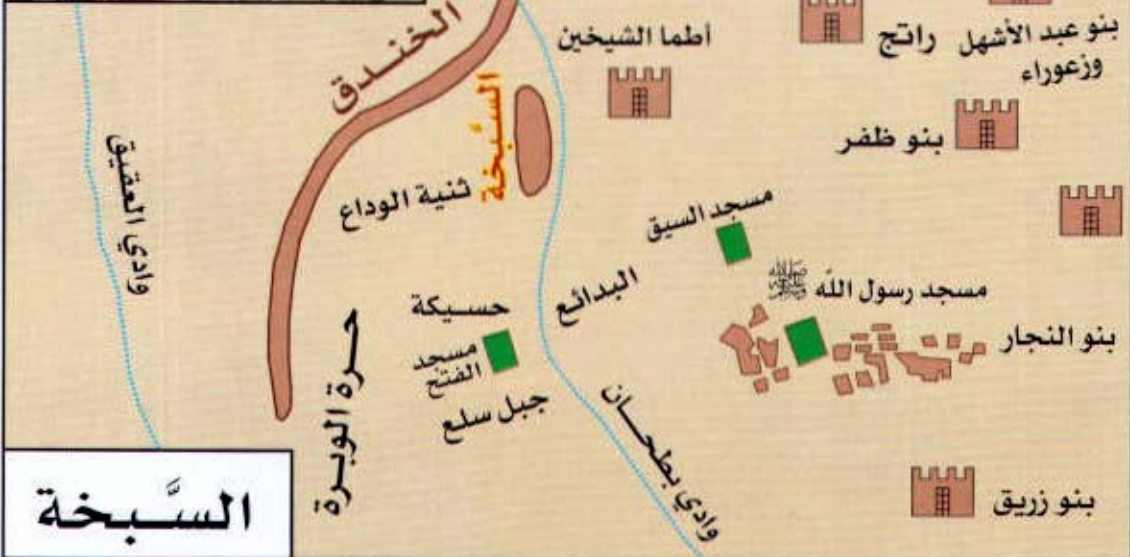 بنو عبد الأشهل
وزعوراء
راتج
أطما الشيخين
الخندق
السبخة
بنو ظفر
وادي العقيق
ثنية الوداع
مسجد السبق
مسجد رسول الله ﷺ
البدائع
حسيكة
مسجد
الفتح
بنو النجار
حرة الوبرة
جبل سلع
وادي بطحان
بنو زريق
السَّبخة